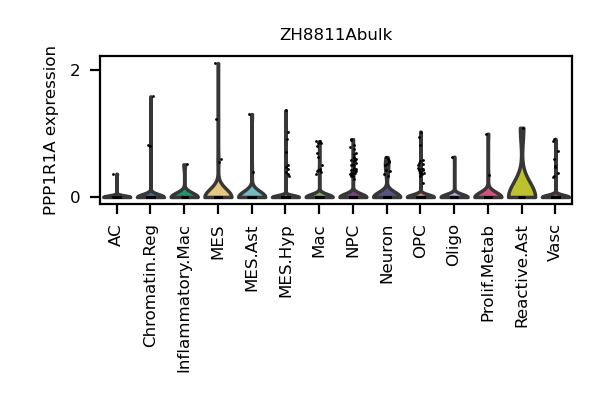 ZH8811Abulk
PPP1R1A expression
2
0
AC
Chromatin.Reg
Inflammatory.Mac
MES
MES.Ast
MES.Hyp
Mac
NPC
Neuron
OPC
Oligo
Prolif.Metab
Reactive.Ast
Vasc